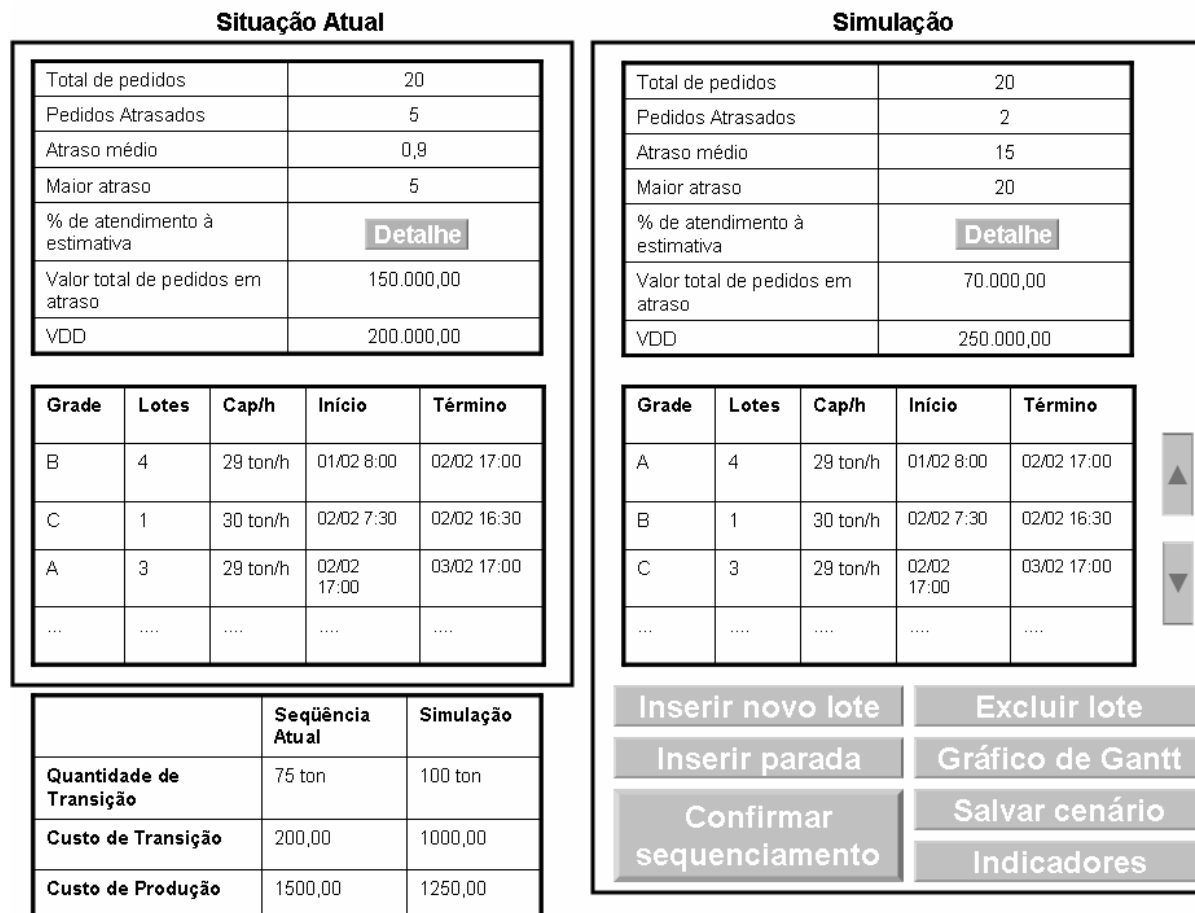 Situação Atual
Total de pedidos 20
Pedidos Atrasados 5
Atraso médio 0,9
Maior atraso 5
% de atendimento à
estimativa
Detalhe
Valor total de pedidos em
atraso
150.000,00
VDD 200.000,00
Grade Lotes Cap/h Início Término
B 4 29 ton/h 01/02 8:00 02/02 17:00
C 1 30 ton/h 02/02 7:30 02/02 16:30
A 3 29 ton/h 02/02
17:00
03/02 17:00
... .... .... .... ....
Seqüência
Atual
Simulação
Quantidade de
Transição
75 ton 100 ton
Custo de Transição 200,00 1000,00
Custo de Produção 1500,00 1250,00
Simulação
Total de pedidos 20
Pedidos Atrasados 2
Atraso médio 15
Maior atraso 20
% de atendimento à
estimativa
Detalhe
Valor total de pedidos em
atraso
70.000,00
VDD 250.000,00
Grade Lotes Cap/h Início Término
A 4 29 ton/h 01/02 8:00 02/02 17:00
B 1 30 ton/h 02/02 7:30 02/02 16:30
C 3 29 ton/h 02/02
17:00
03/02 17:00
... .... .... .... ....
Inserir novo lote
Excluir lote
Inserir parada
Gráfico de Gantt
Confirmar
sequenciamento
Salvar cenário
Indicadores